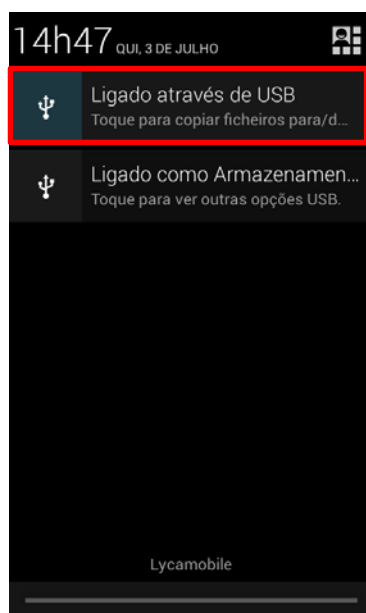 14h47 QUI, 3 DE JULHO
Ligado através de USB
Toque para copiar ficheiros para/d...
Ligado como Armazenamen...
Toque para ver outras opções USB.
Lycamobile